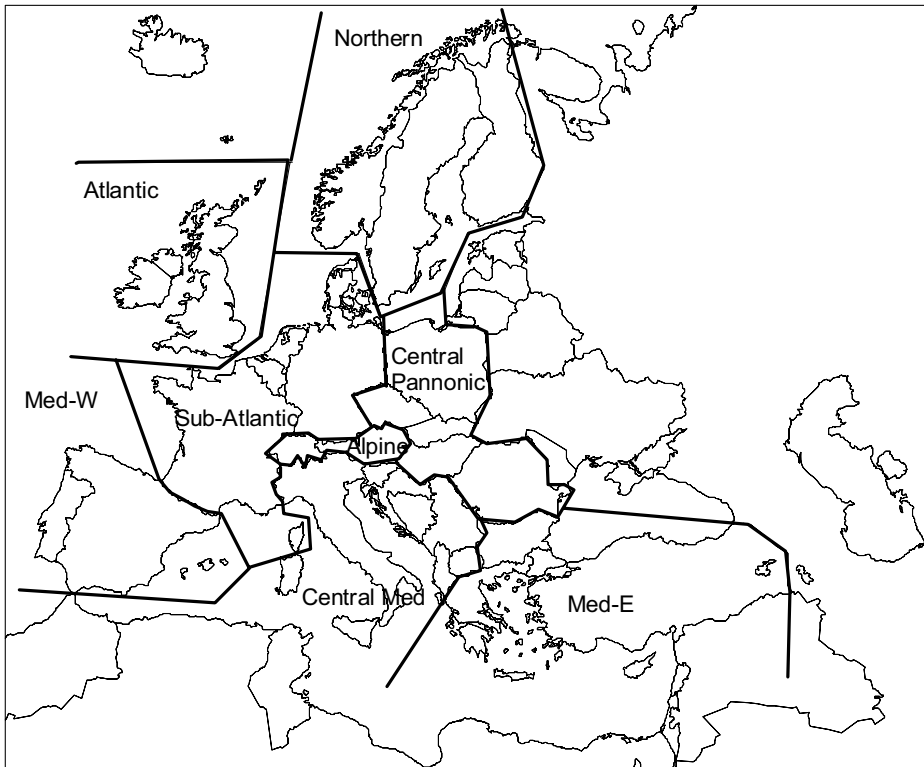 Northern
Atlantic
Central
Pannonic
Med-W
Sub-Atlantic
Alpine
Central Med
Med-E